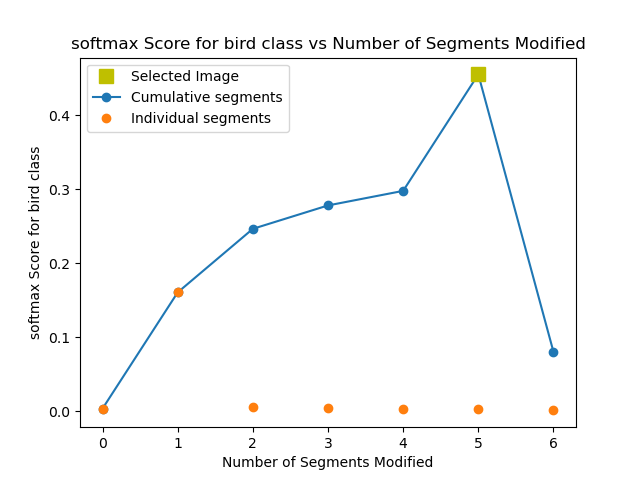 softmax Score for bird class vs Number of Segments Modified
Selected Image
Cumulative segments
Individual segments
softmax Score for bird class
0.4
0.3
0.2
0.1
0.0
0 1 2 3 4 5 6
Number of Segments Modified